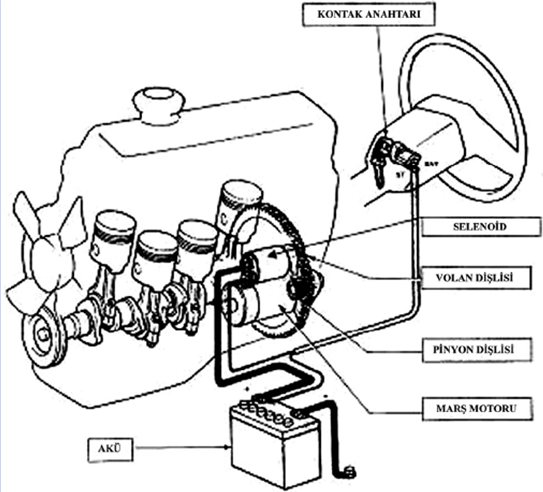 KONTAK ANAHTARI
ST
BAT
SELENOİD
VOLAN DİŞLİSİ
PİNYON DİŞLİSİ
MARŞ MOTORU
+
-
AKÜ